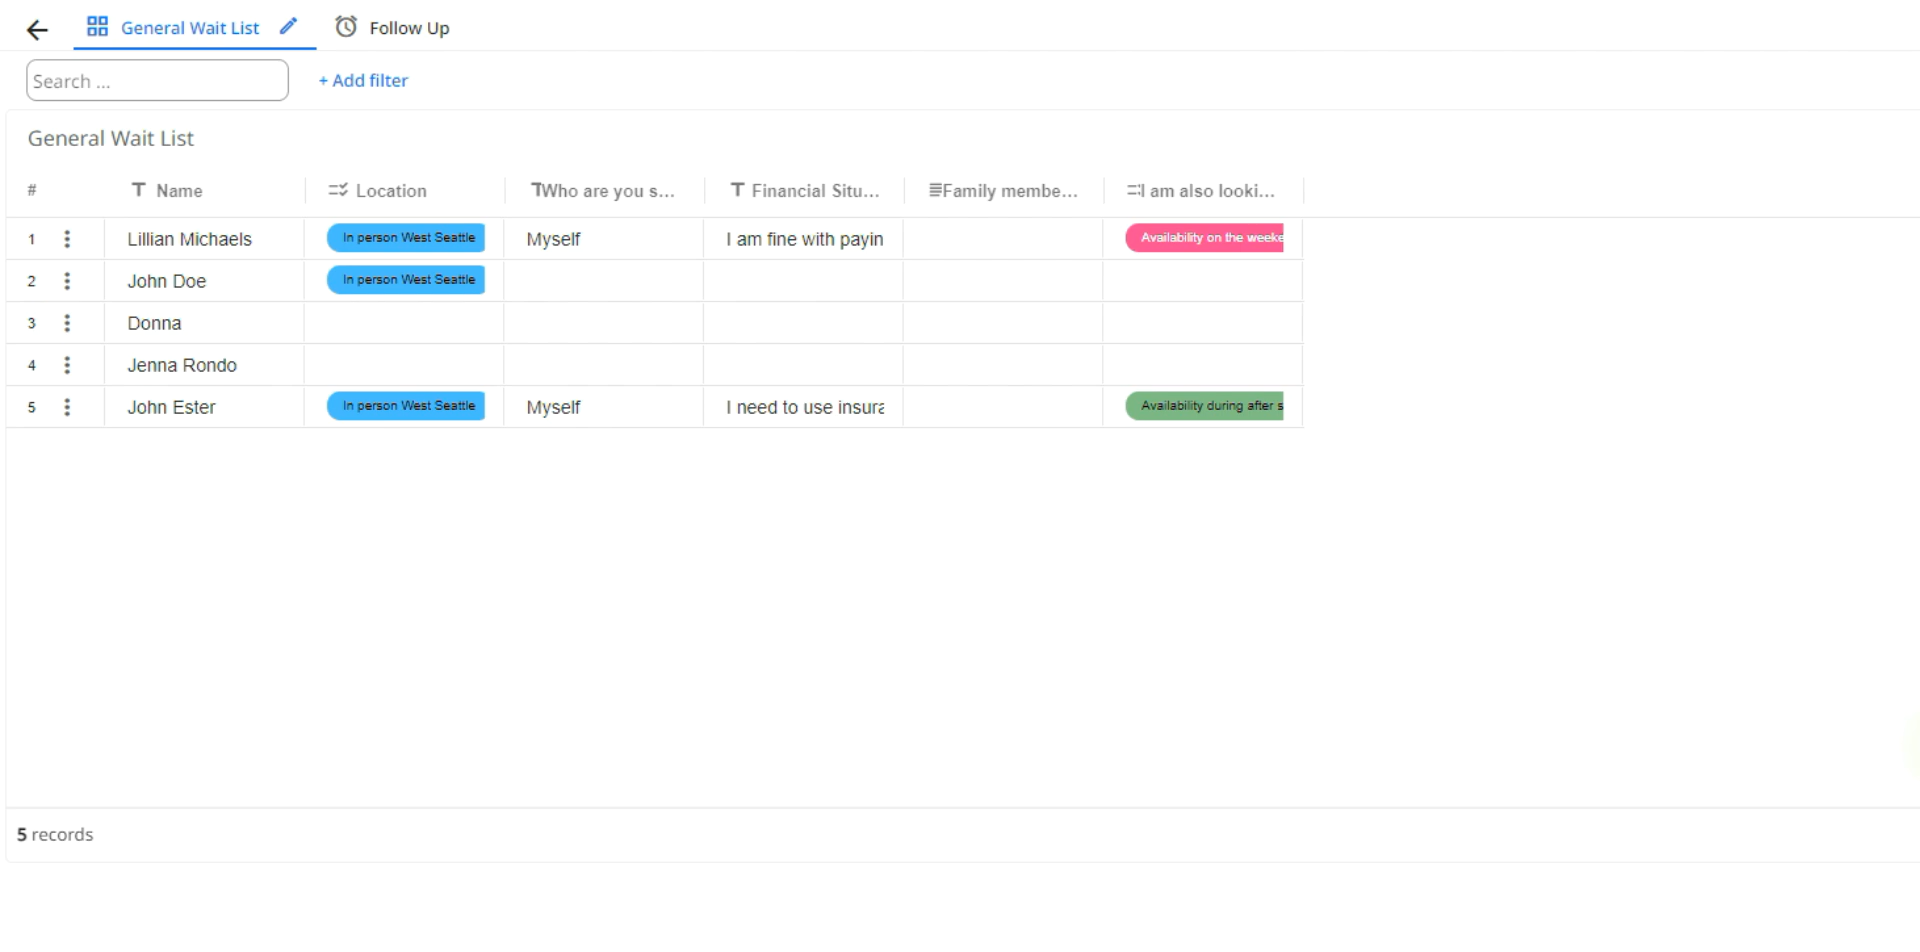 General Wait List Follow Up
Search ...
+ Add filter
General Wait List
# Name Location Who are you s... Financial Situ... Family membe... I am also looki...
1 Lillian Michaels In person West Seattle Myself I am fine with payin Availability on the weeke
2 John Doe In person West Seattle
3 Donna
4 Jenna Rondo
5 John Ester In person West Seattle Myself I need to use insura Availability during after s
5 records